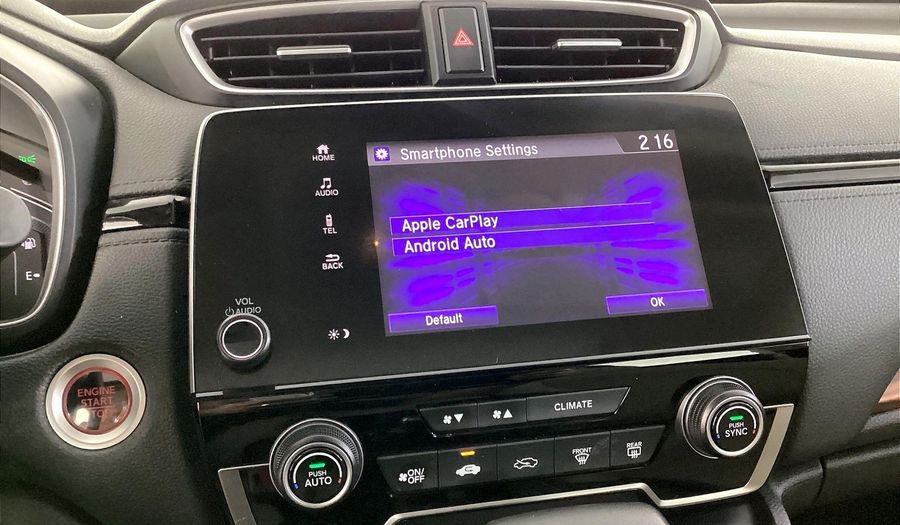 Smartphone Settings
2 16
HOME
AUDIO
TEL
BACK
Apple CarPlay
Android Auto
Default
OK
VOL
AUDIO
ENGINE
START
STOP
E
CLIMATE
ON/
OFF
FRONT
REAR
PUSH
AUTO
PUSH
SYNC